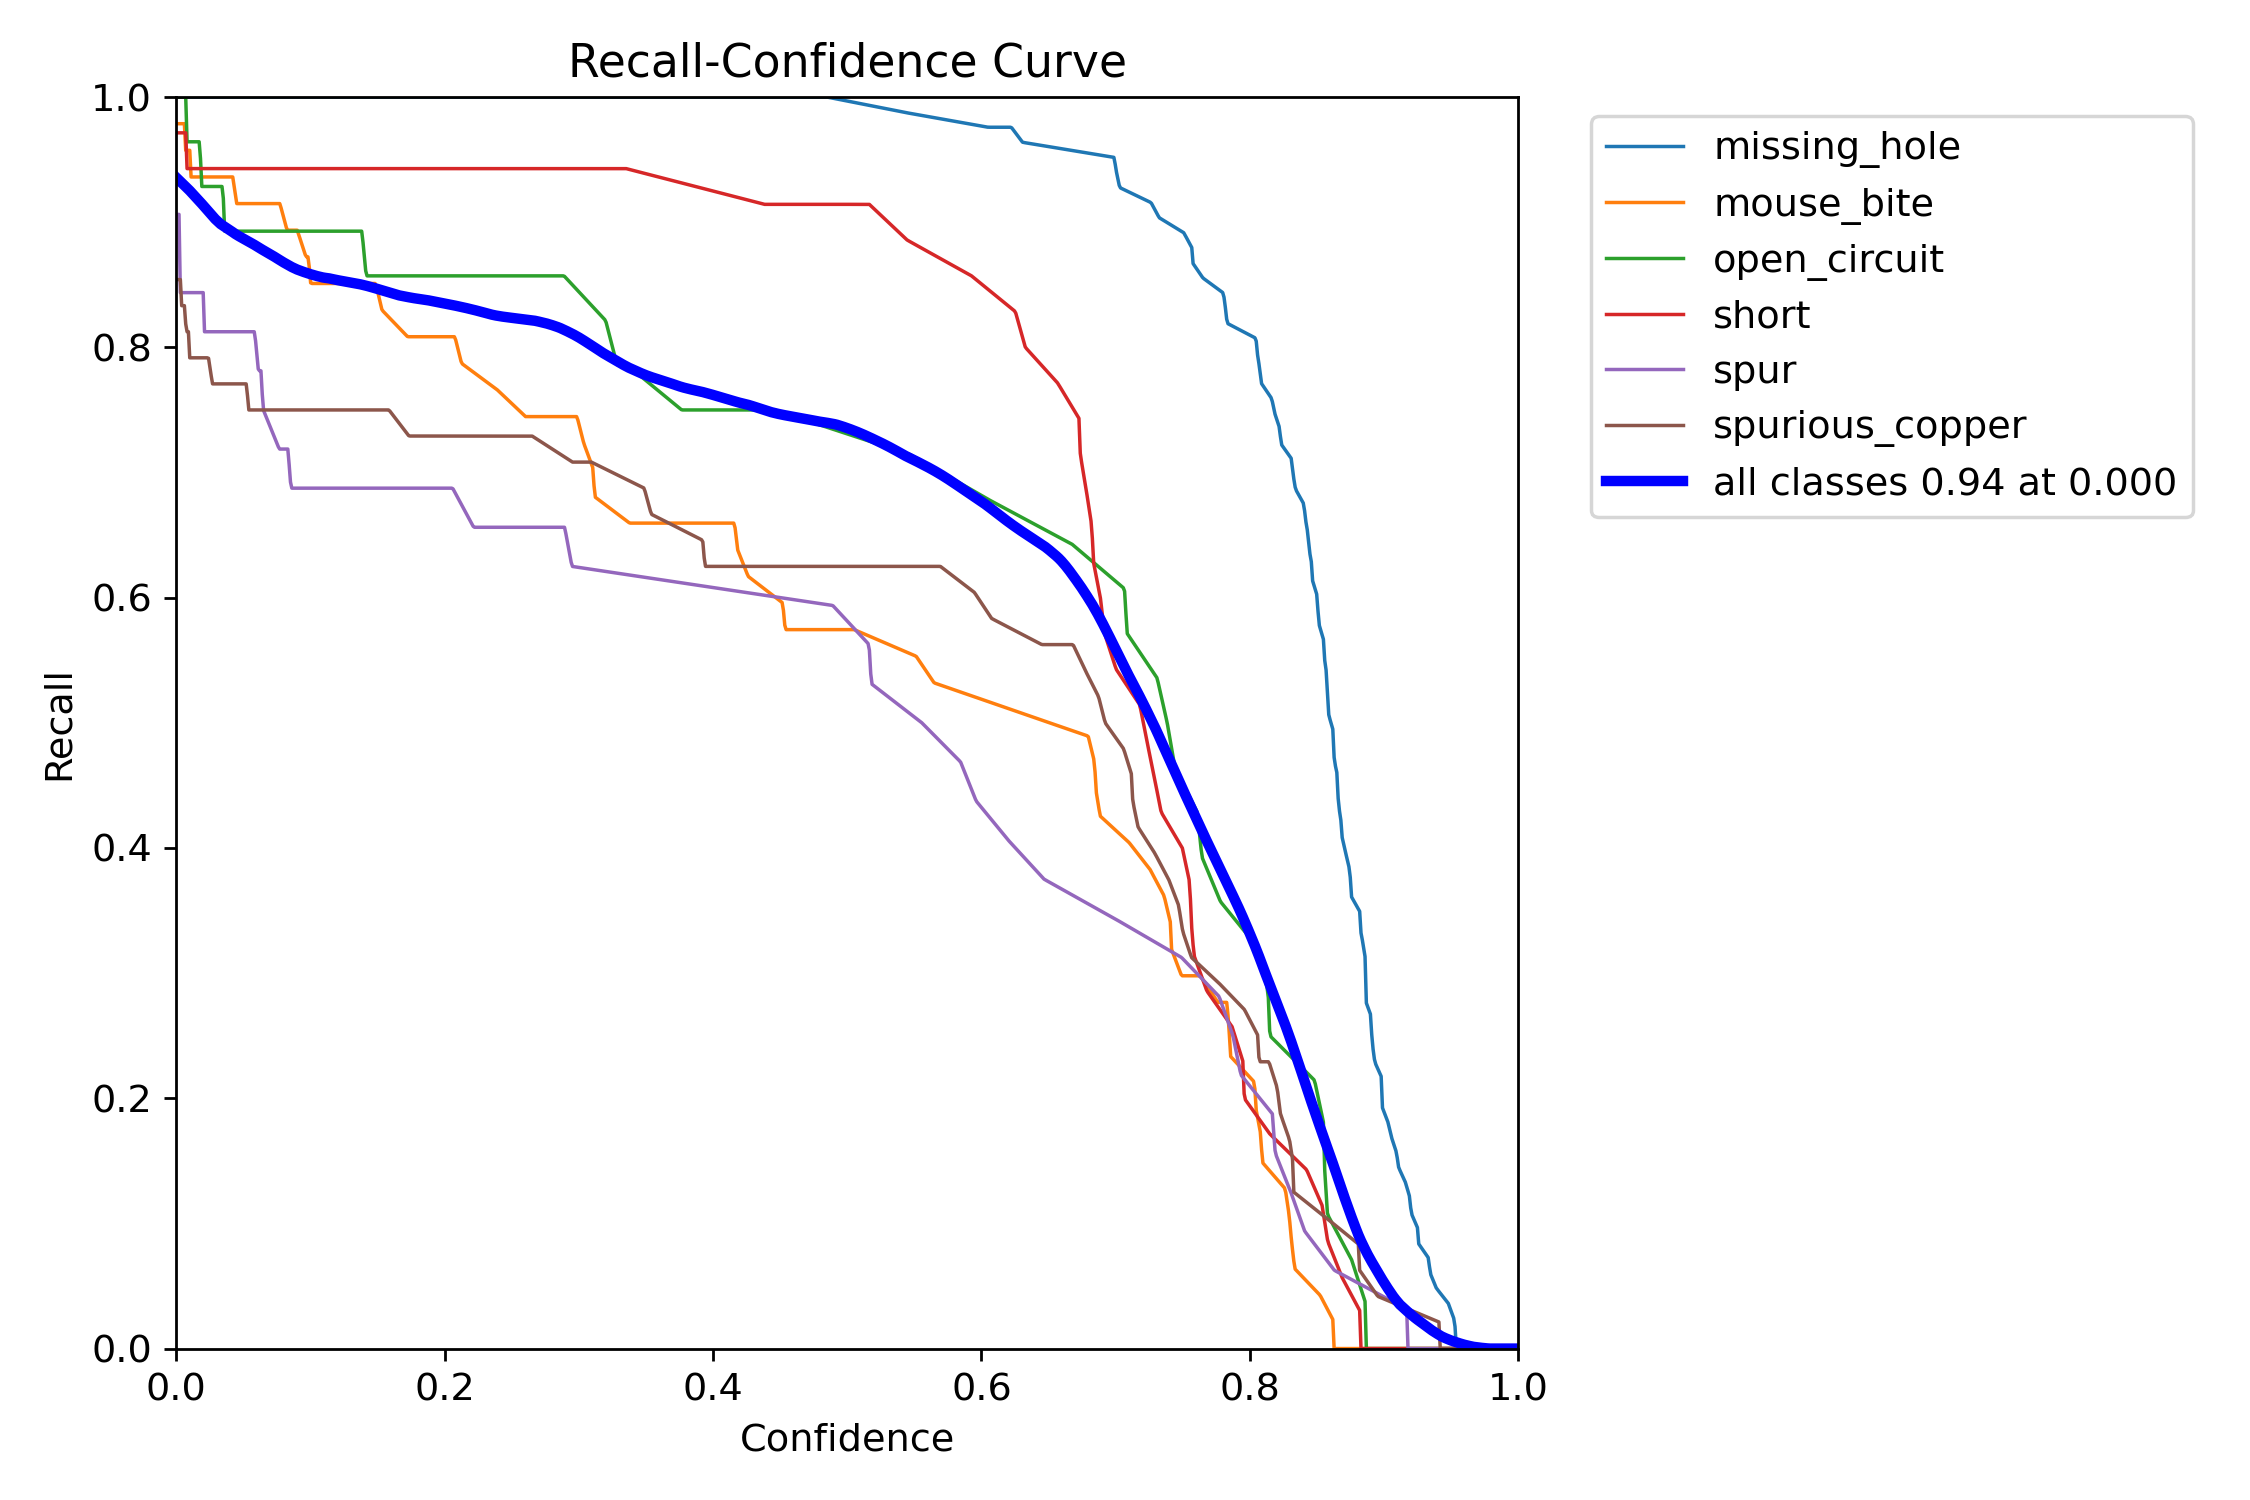 Recall-Confidence Curve
1.0
0.8
0.6
0.4
0.2
0.0
Recall
0.0 0.2 0.4 0.6 0.8 1.0
Confidence
missing_hole
mouse_bite
open_circuit
short
spur
spurious_copper
all classes 0.94 at 0.000